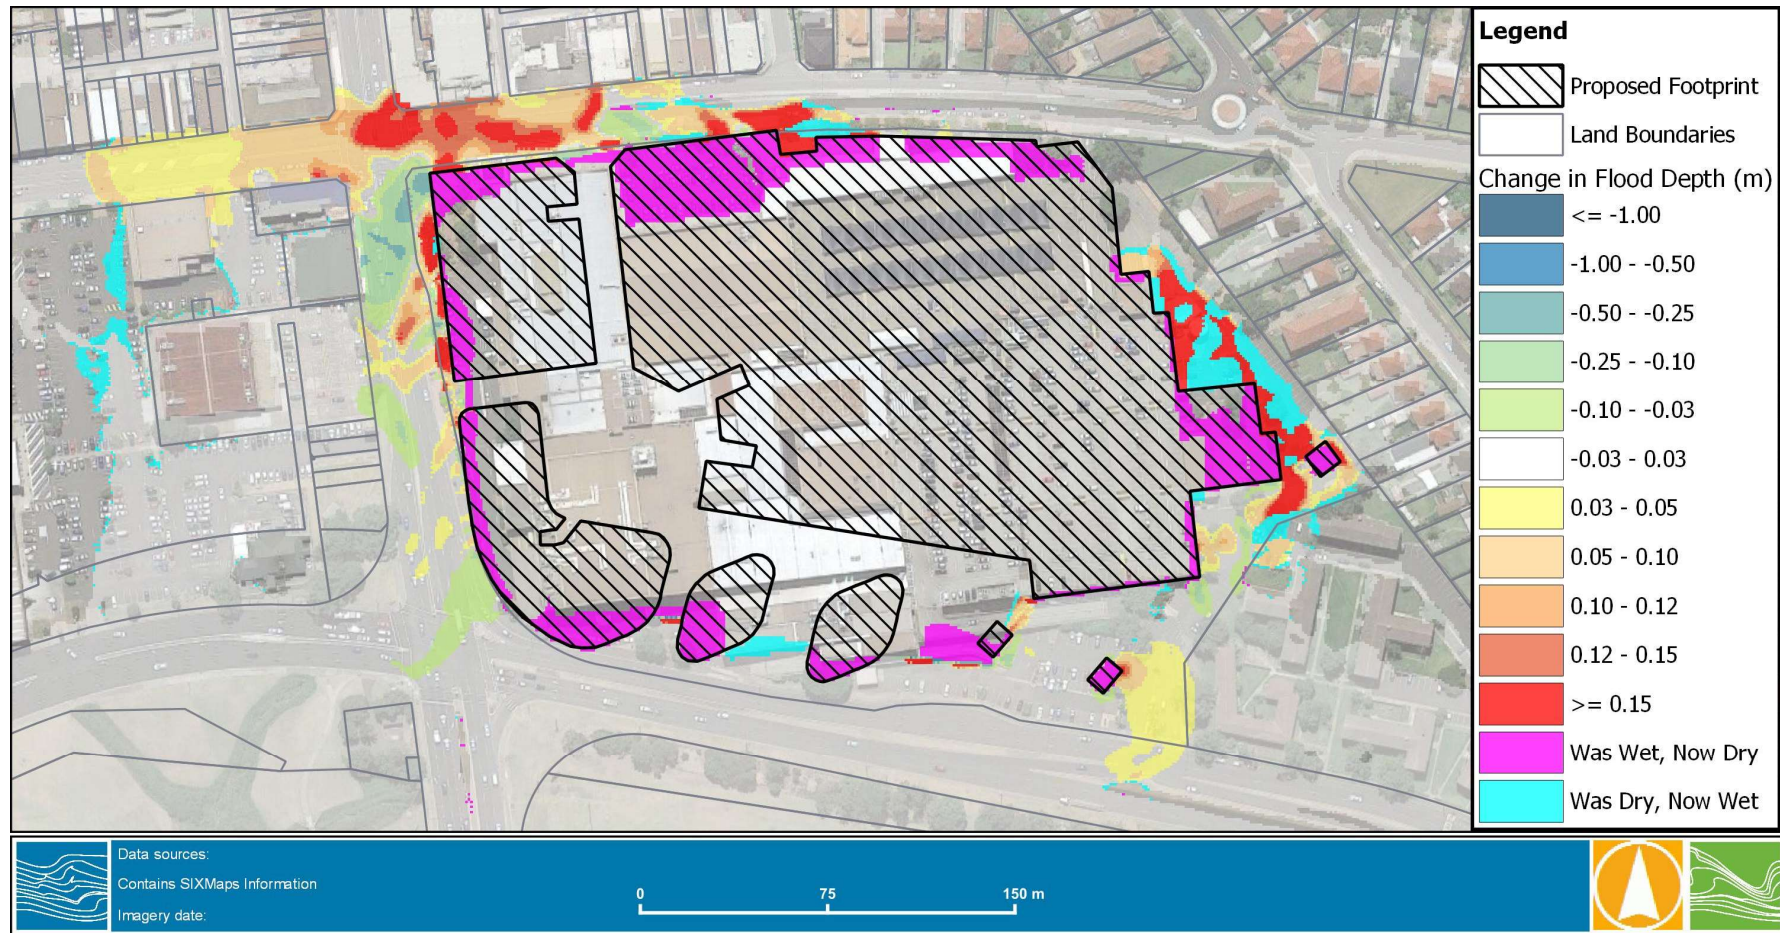 Legend
Proposed Footprint
Land Boundaries
Change in Flood Depth (m)
<= -1.00
-1.00 - -0.50
-0.50 - -0.25
-0.25 - -0.10
-0.10 - -0.03
-0.03 - 0.03
0.03 - 0.05
0.05 - 0.10
0.10 - 0.12
0.12 - 0.15
>= 0.15
Was Wet, Now Dry
Was Dry, Now Wet
Data sources:
Contains SIXMaps Information
Imagery date:
0 75 150 m